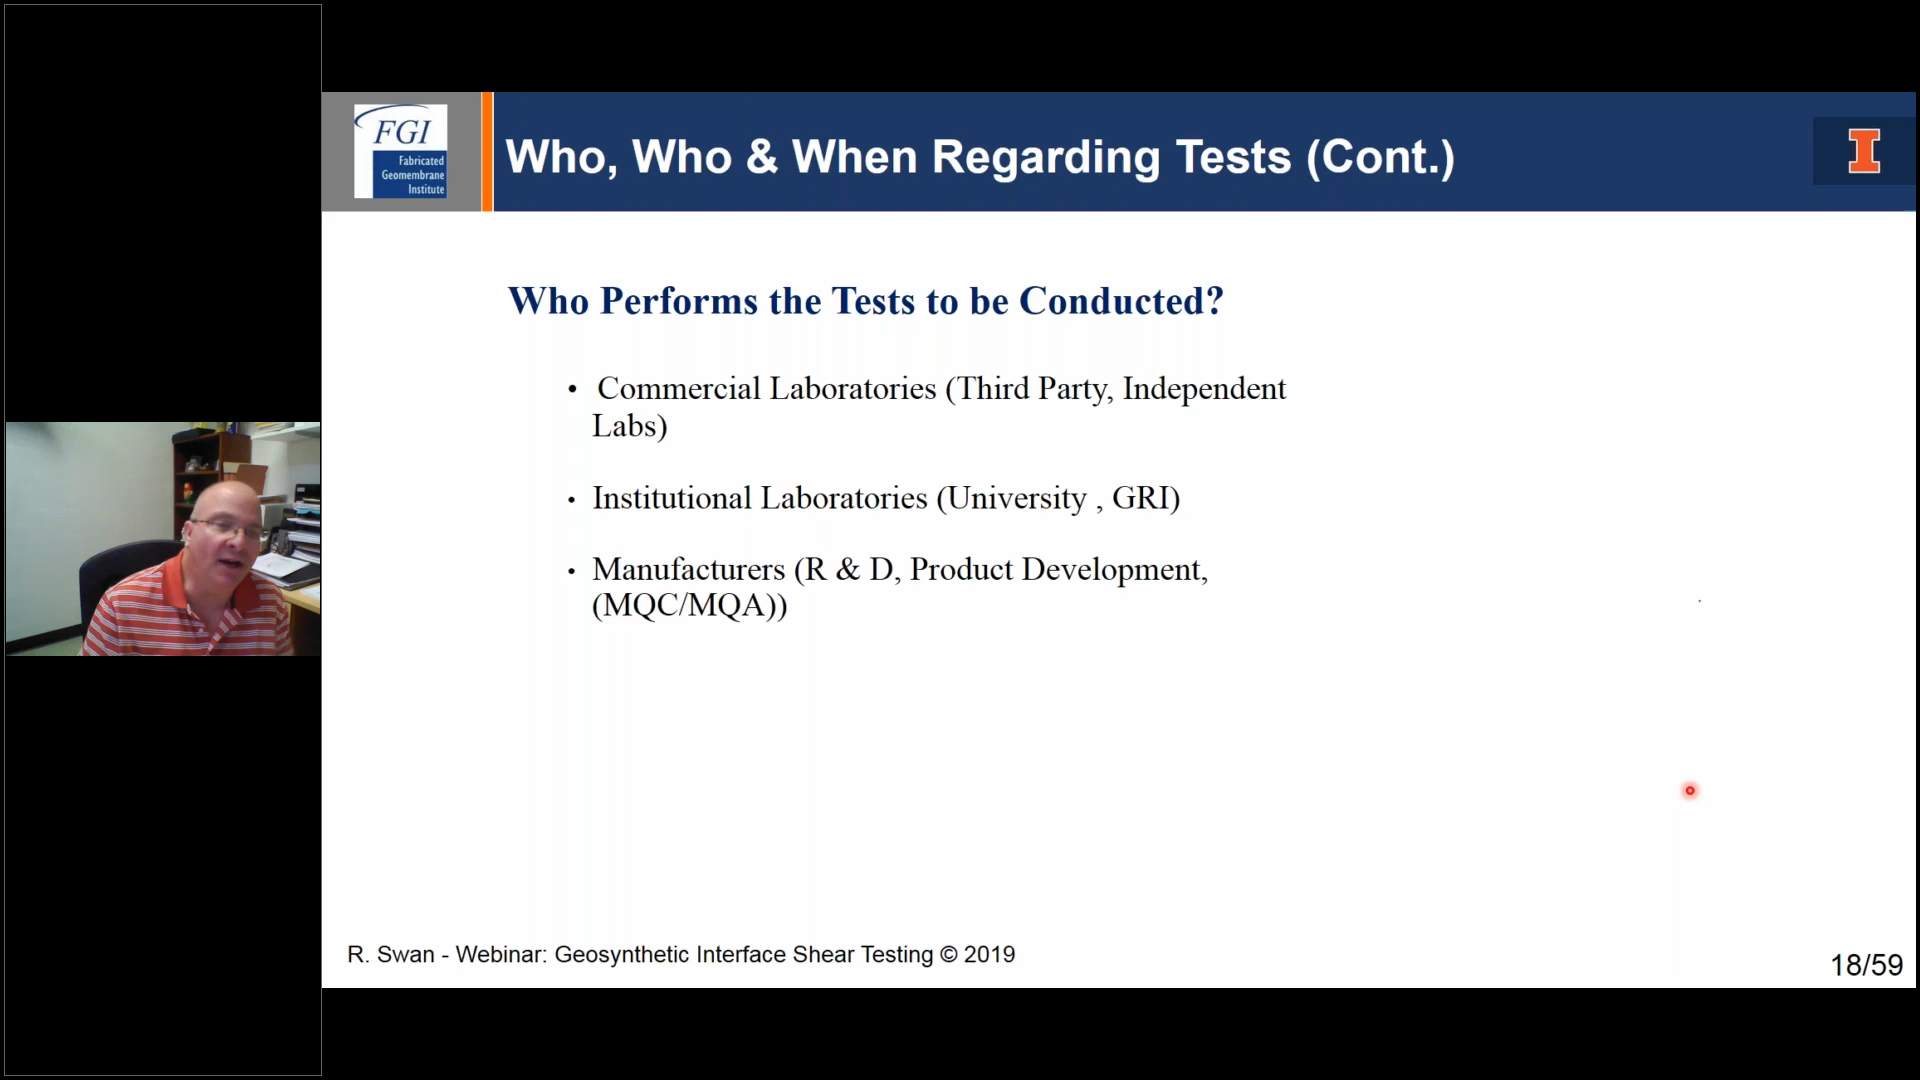 FGI
Fabricated
Geomembrane
Institute
Who, Who & When Regarding Tests (Cont.)
I
Who Performs the Tests to be Conducted?
• Commercial Laboratories (Third Party, Independent
Labs)
• Institutional Laboratories (University , GRI)
• Manufacturers (R & D, Product Development,
(MQC/MQA))
R. Swan - Webinar: Geosynthetic Interface Shear Testing © 2019
18/59